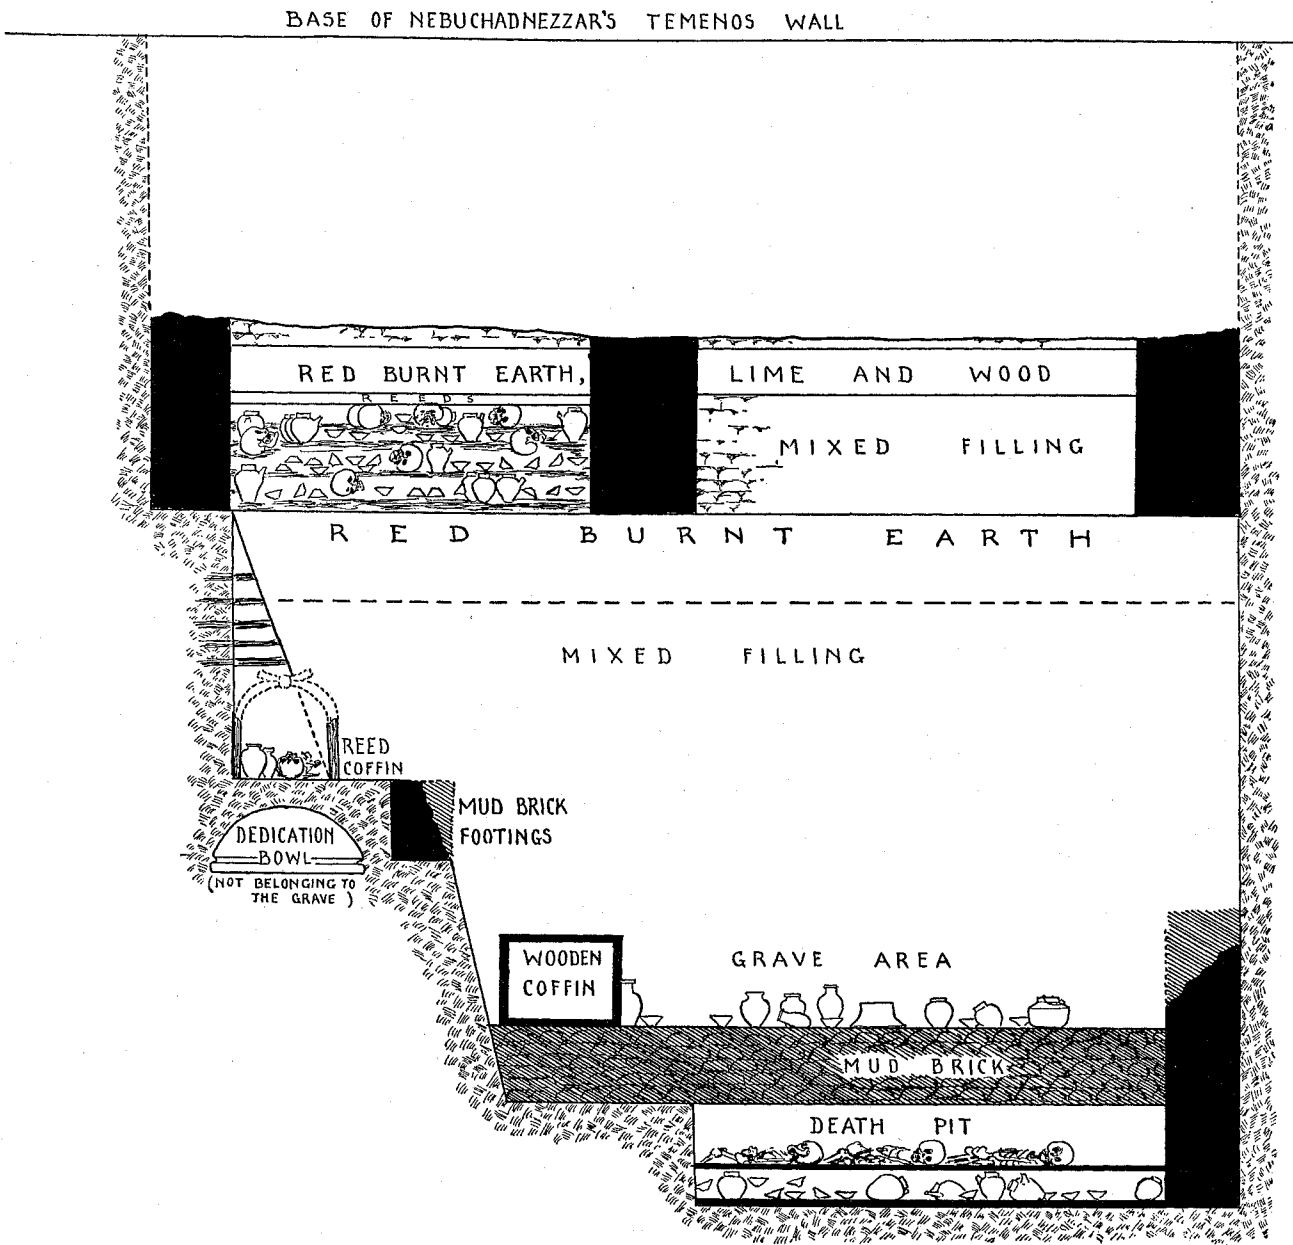 BASE OF NEBUCHADNEZZAR'S TEMENOS WALL
RED BURNT EARTH, LIME AND WOOD
REEDS
MIXED FILLING
RED BURNT EARTH
MIXED FILLING
REED
COFFIN
MUD BRICK
FOOTINGS
DEDICATION
BOWL
(NOT BELONGING TO
THE GRAVE)
WOODEN
COFFIN
GRAVE AREA
MUD BRICK
DEATH PIT